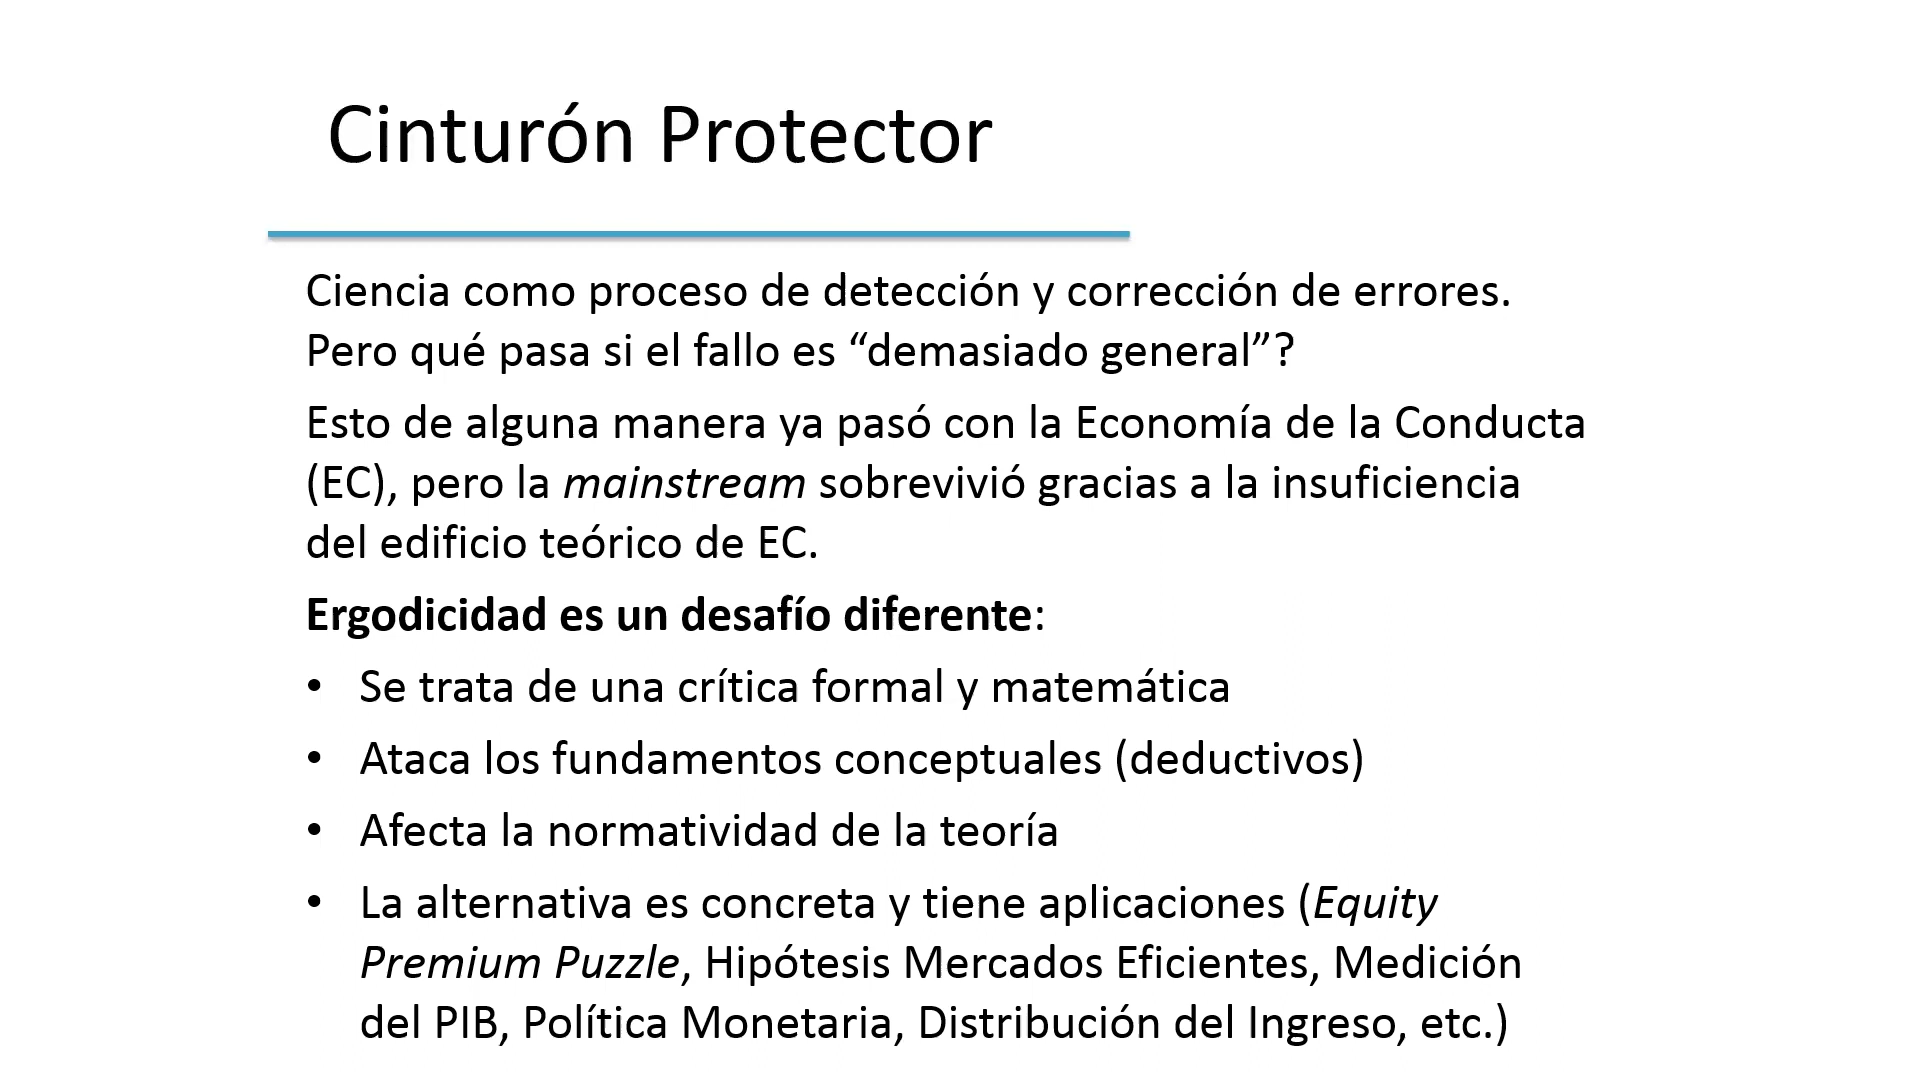 Cinturón Protector
Ciencia como proceso de detección y corrección de errores.
Pero qué pasa si el fallo es “demasiado general”?
Esto de alguna manera ya pasó con la Economía de la Conducta
(EC), pero la mainstream sobrevivió gracias a la insuficiencia
del edificio teórico de EC.
Ergodicidad es un desafío diferente:
• Se trata de una crítica formal y matemática
• Ataca los fundamentos conceptuales (deductivos)
• Afecta la normatividad de la teoría
• La alternativa es concreta y tiene aplicaciones (Equity
Premium Puzzle, Hipótesis Mercados Eficientes, Medición
del PIB, Política Monetaria, Distribución del Ingreso, etc.)